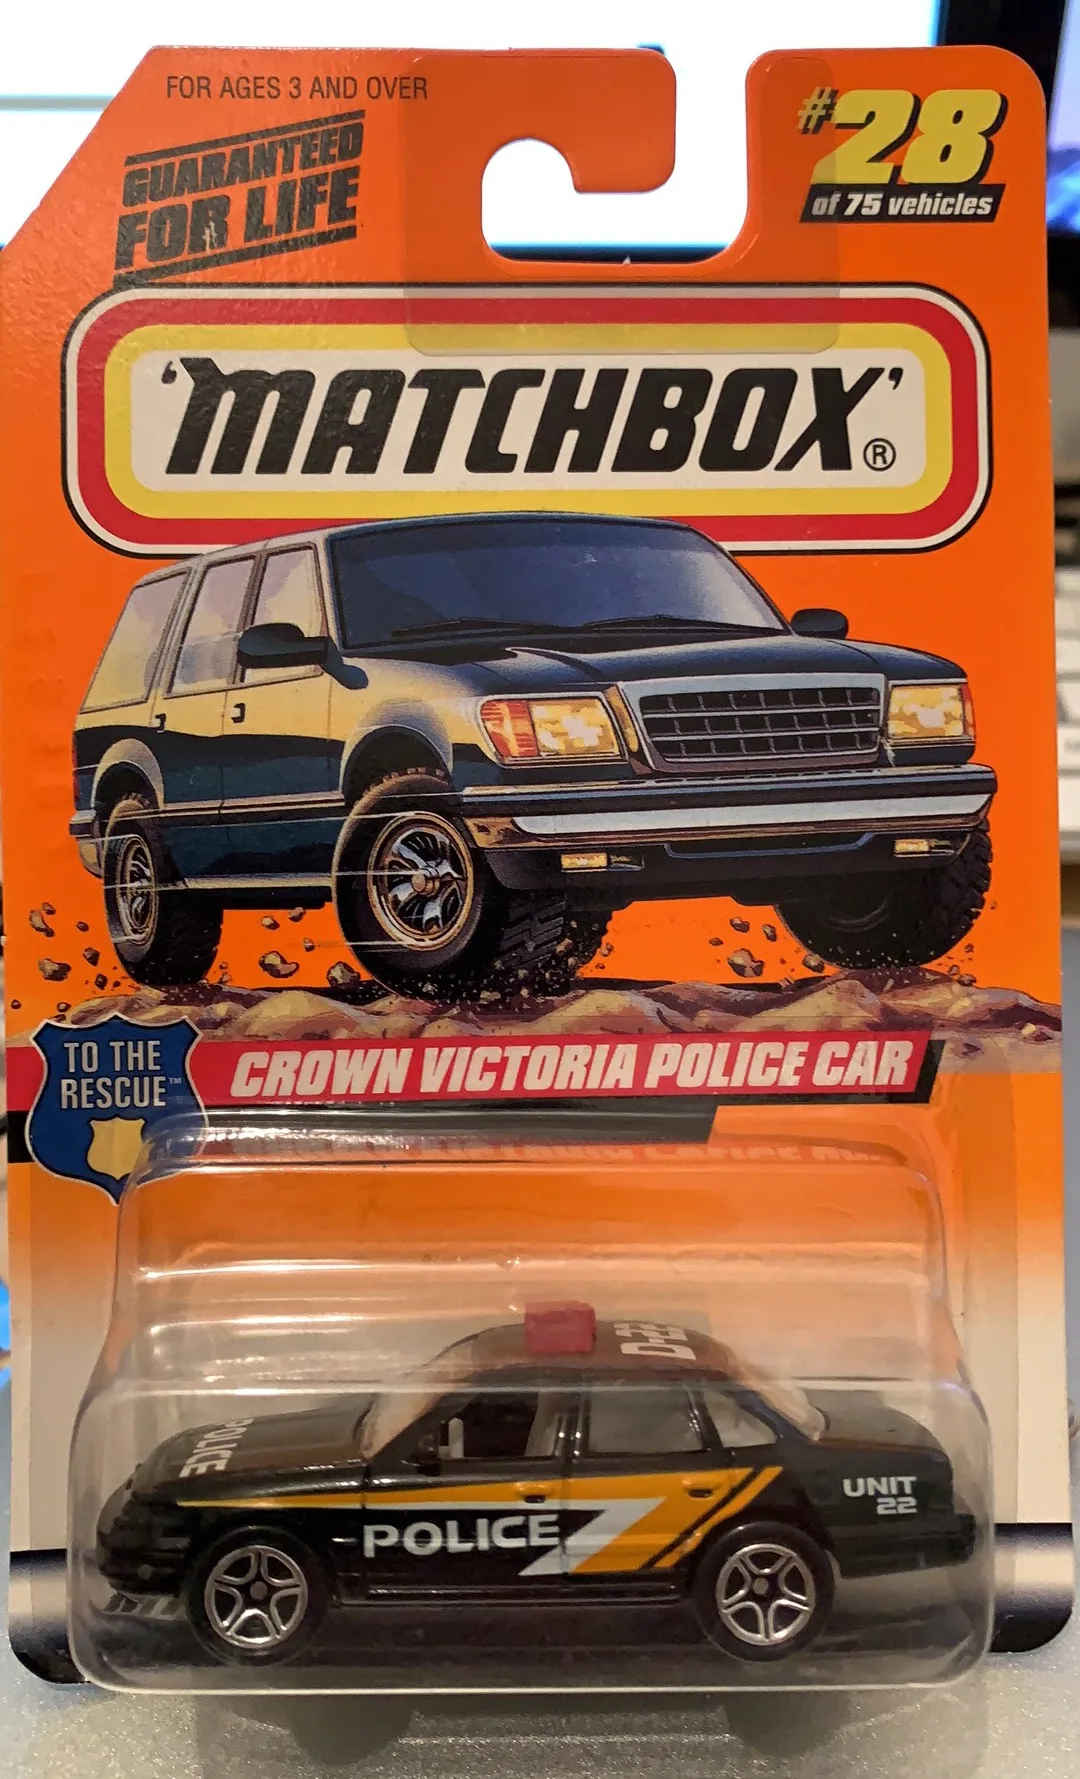 FOR AGES 3 AND OVER
GUARANTEED
FOR LIFE
#28
of 75 vehicles
'MATCHBOX'®
TO THE
RESCUE™
CROWN VICTORIA POLICE CAR
D-22
POLICE
POLICE
UNIT
22